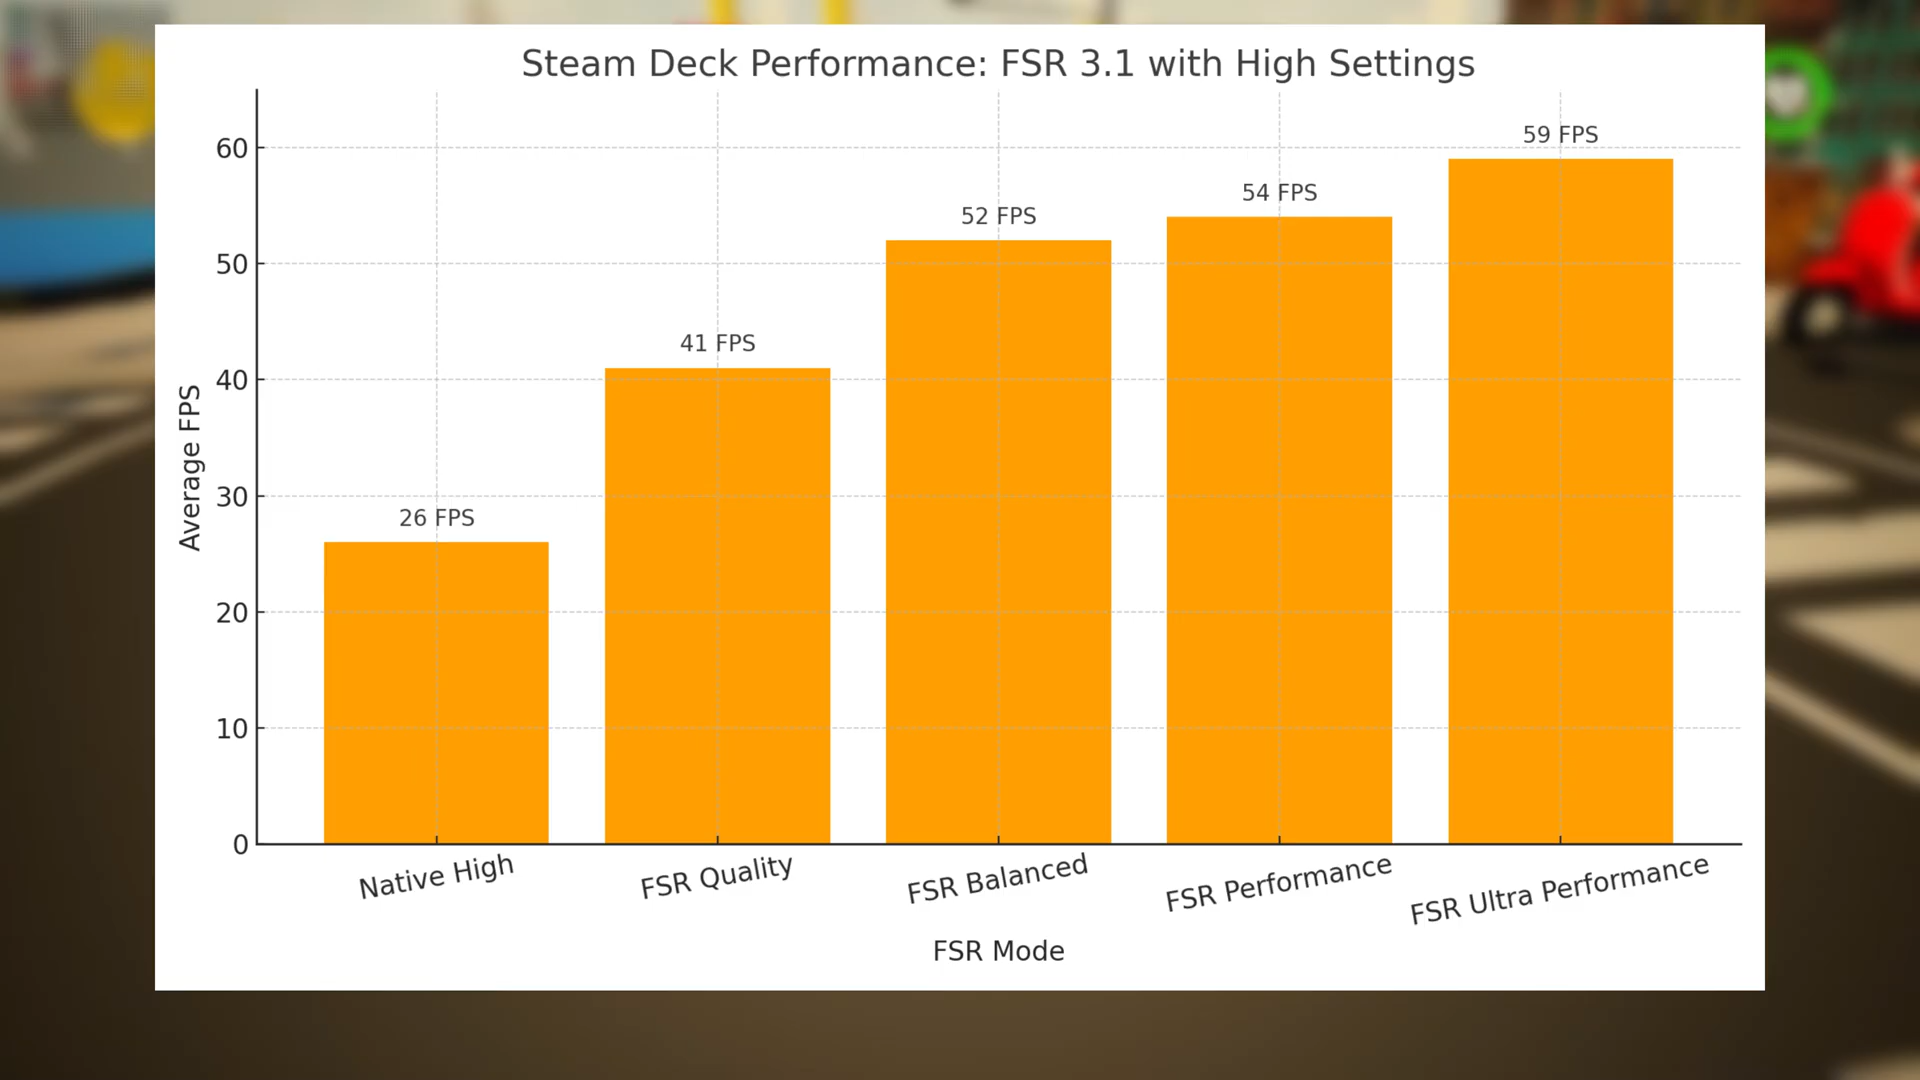 Steam Deck Performance: FSR 3.1 with High Settings
59 FPS
60
54 FPS
52 FPS
50
41 FPS
40
Average FPS
30
26 FPS
20
10
0
Native High
FSR Quality
FSR Balanced
FSR Performance
FSR Ultra Performance
FSR Mode